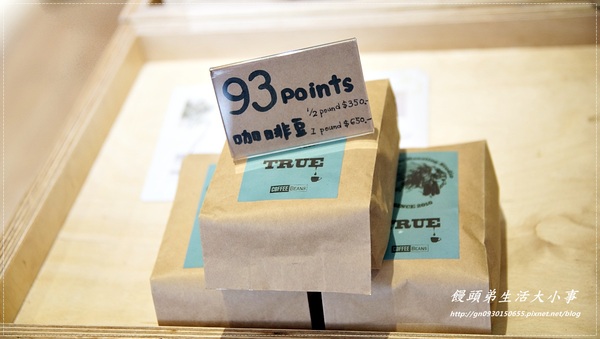 93 points
1/2 pound $350.-
咖啡豆 1 pound $650.-
TRUE
COFFEE BEANS
TRUE
COFFEE BEANS
饅頭弟生活大小事
http://gn0930150655.pixnet.net/blog